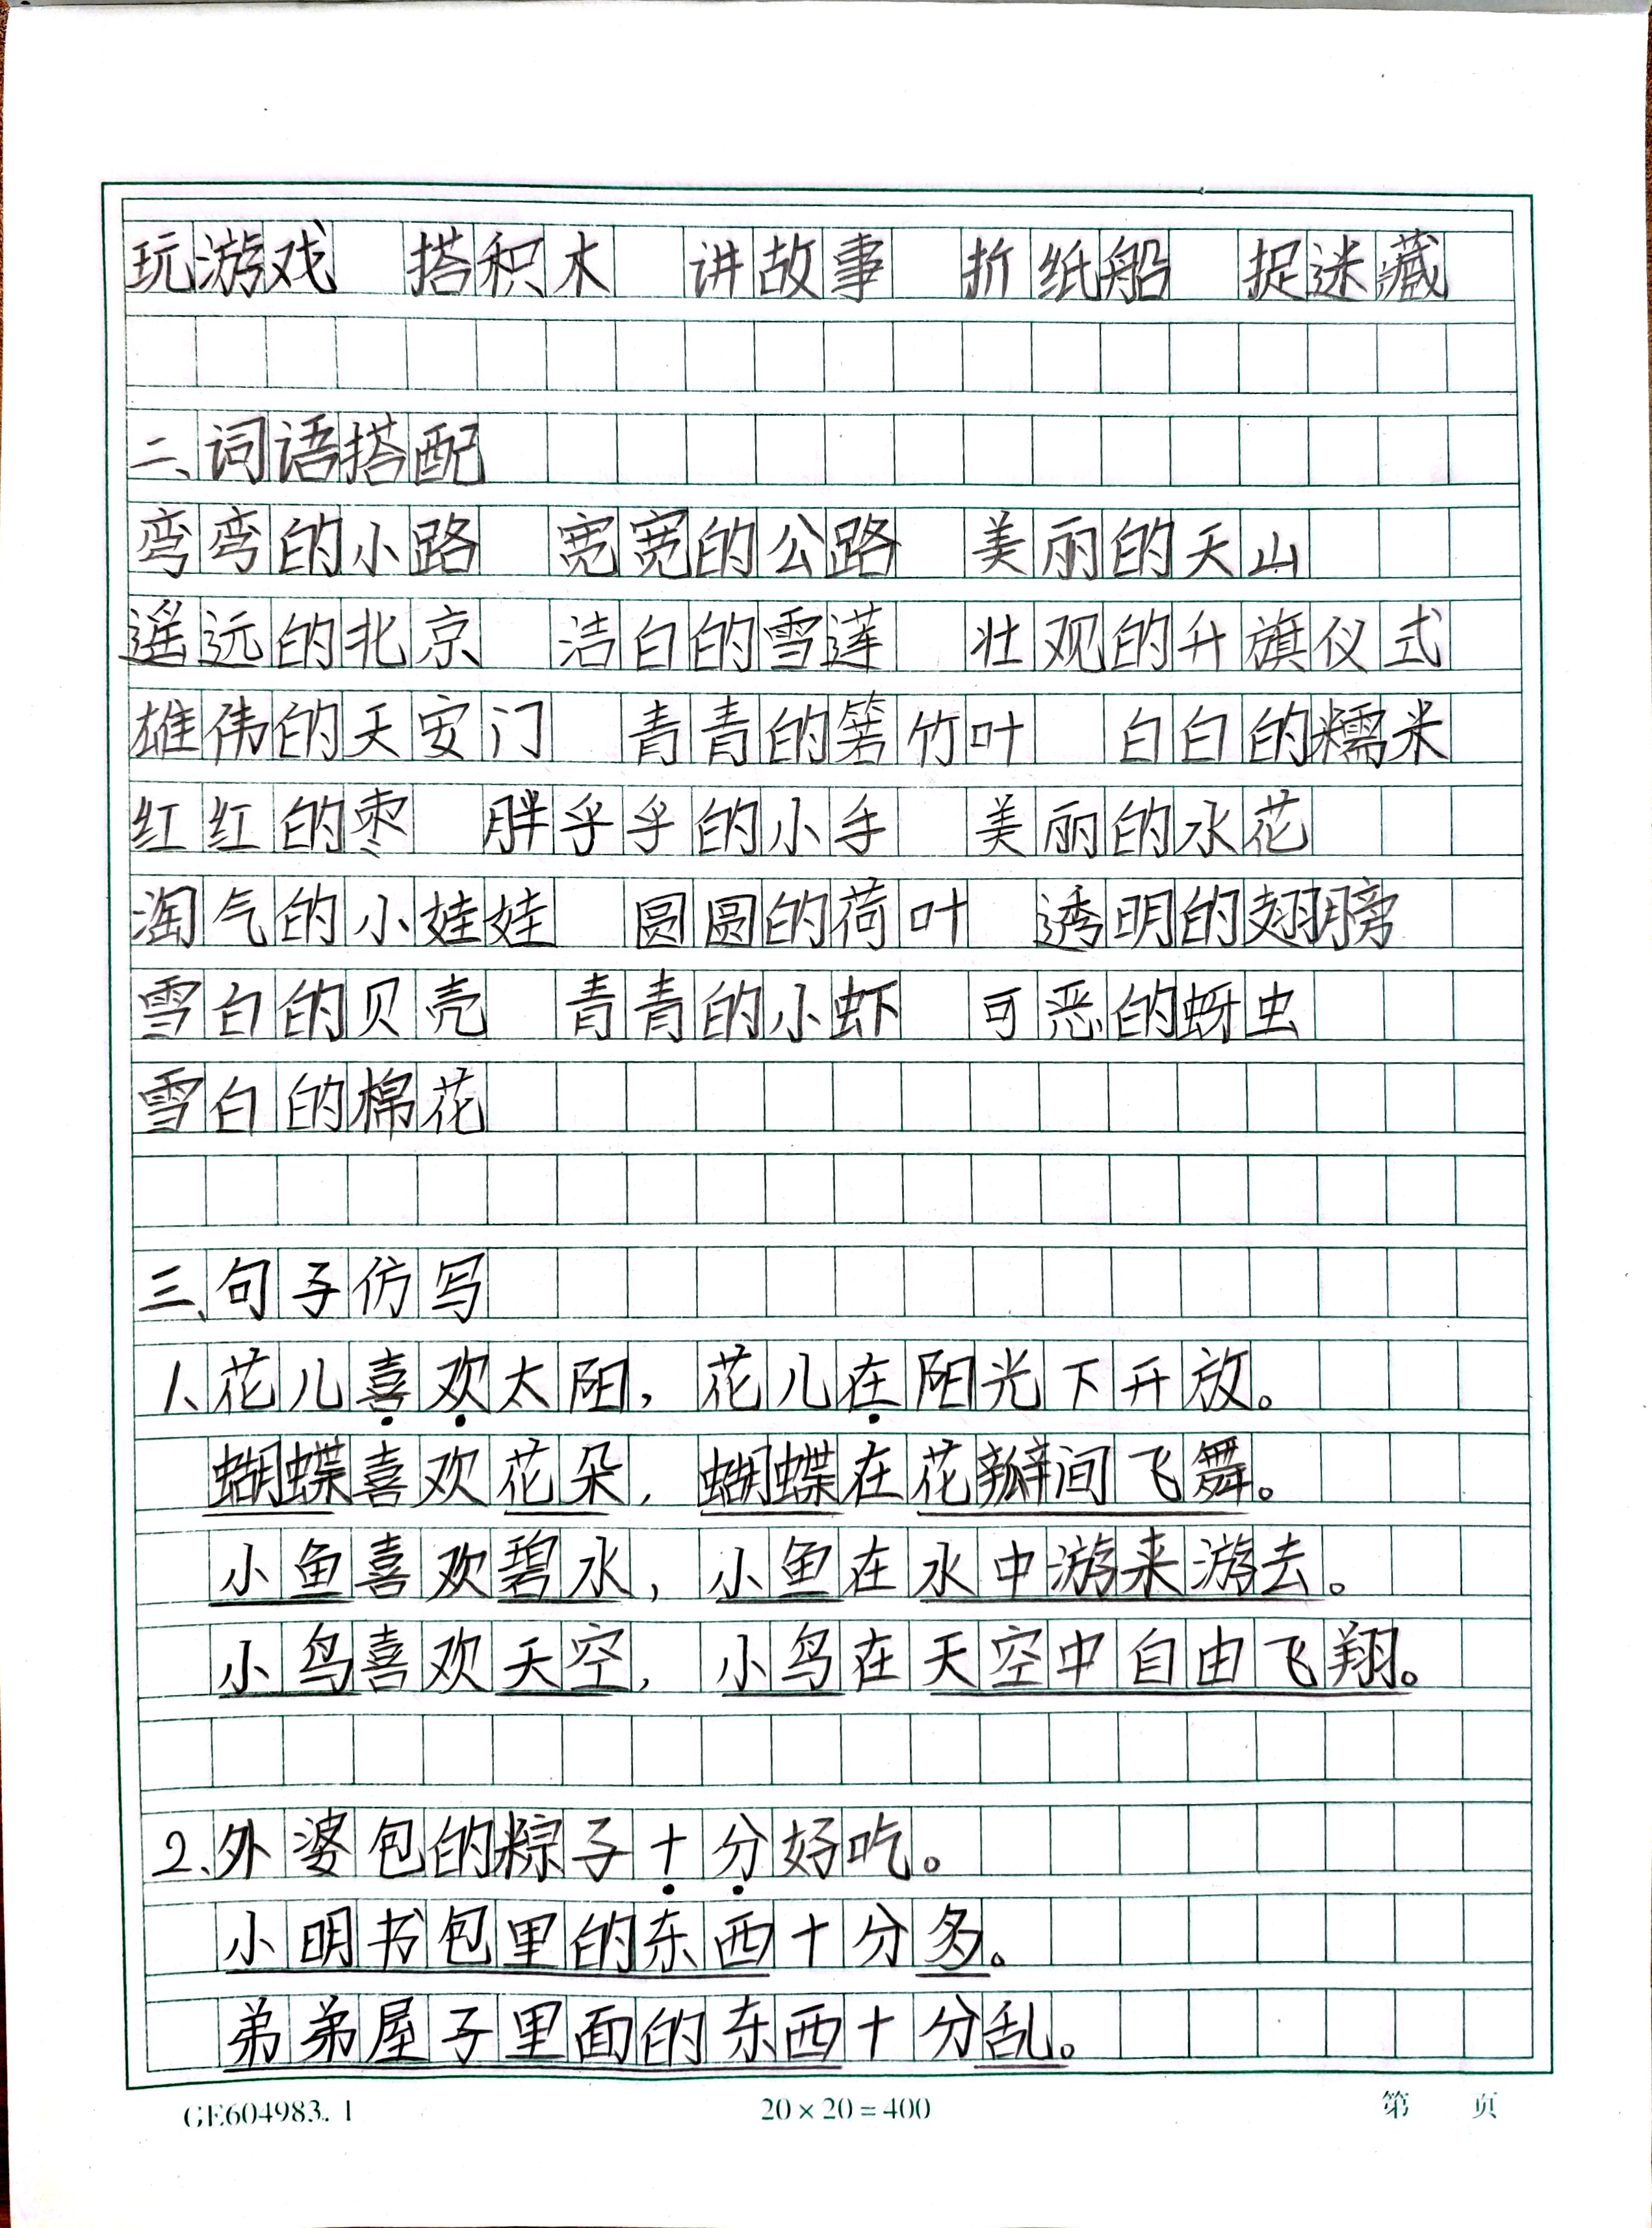 玩游戏 搭积木 讲故事 折纸船 捉迷藏
二、词语搭配
弯弯的小路 宽宽的公路 美丽的天山
遥远的北京 洁白的雪莲 壮观的升旗仪式
雄伟的天安门 青青的箬竹叶 白白的糯米
红红的枣 胖乎乎的小手 美丽的水花
淘气的小娃娃 圆圆的荷叶 透明的翅膀
雪白的贝壳 青青的小虾 可恶的蚜虫
雪白的棉花
三、句子仿写
1、花儿喜欢太阳，花儿在阳光下开放。
蝴蝶喜欢花朵，蝴蝶在花瓣间飞舞。
小鱼喜欢碧水，小鱼在水中游来游去。
小鸟喜欢天空，小鸟在天空中自由飞翔。
2、外婆包的粽子十分好吃。
小明书包里的东西十分多。
弟弟屋子里面的东西十分乱。
GE604983.1 20×20=400 第 页